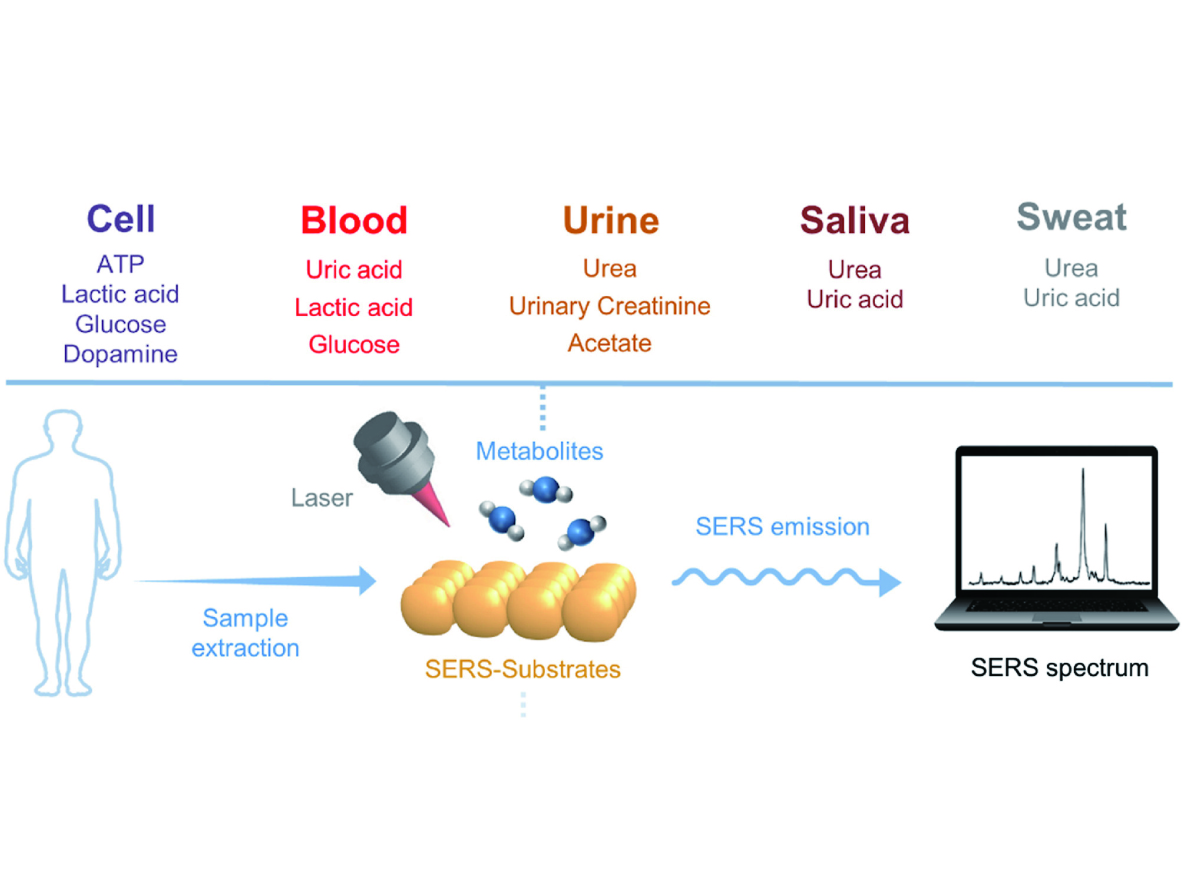 Cell
ATP
Lactic acid
Glucose
Dopamine
Blood
Uric acid
Lactic acid
Glucose
Urine
Urea
Urinary Creatinine
Acetate
Saliva
Urea
Uric acid
Sweat
Urea
Uric acid
Metabolites
Laser
SERS emission
Sample
extraction
SERS-Substrates
SERS spectrum